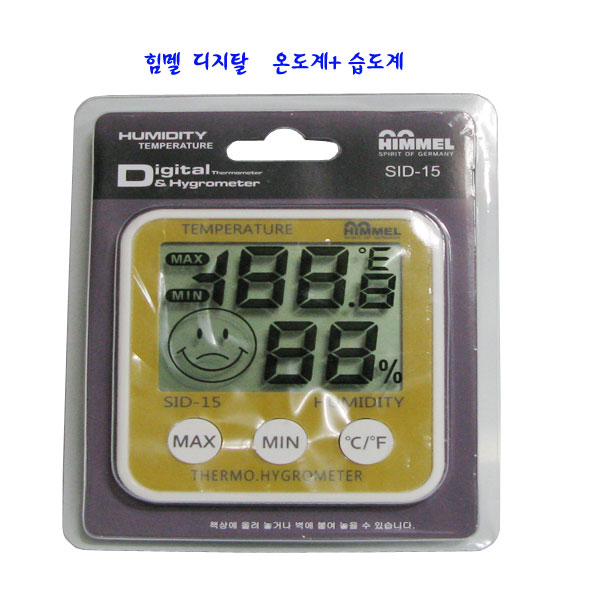 힘멜 디지탈 온도계+ 습도계
HUMIDITY
TEMPERATURE
HIMMEL
SPIRIT OF GERMANY
Digital Thermometer
& Hygrometer
SID-15
TEMPERATURE
HIMMEL
MAX
MIN
188.8
88%
SID-15
HUMIDITY
MAX
MIN
℃/℉
THERMO.HYGROMETER
책상에 올려 놓거나 벽에 붙여 놓을 수 있습니다.